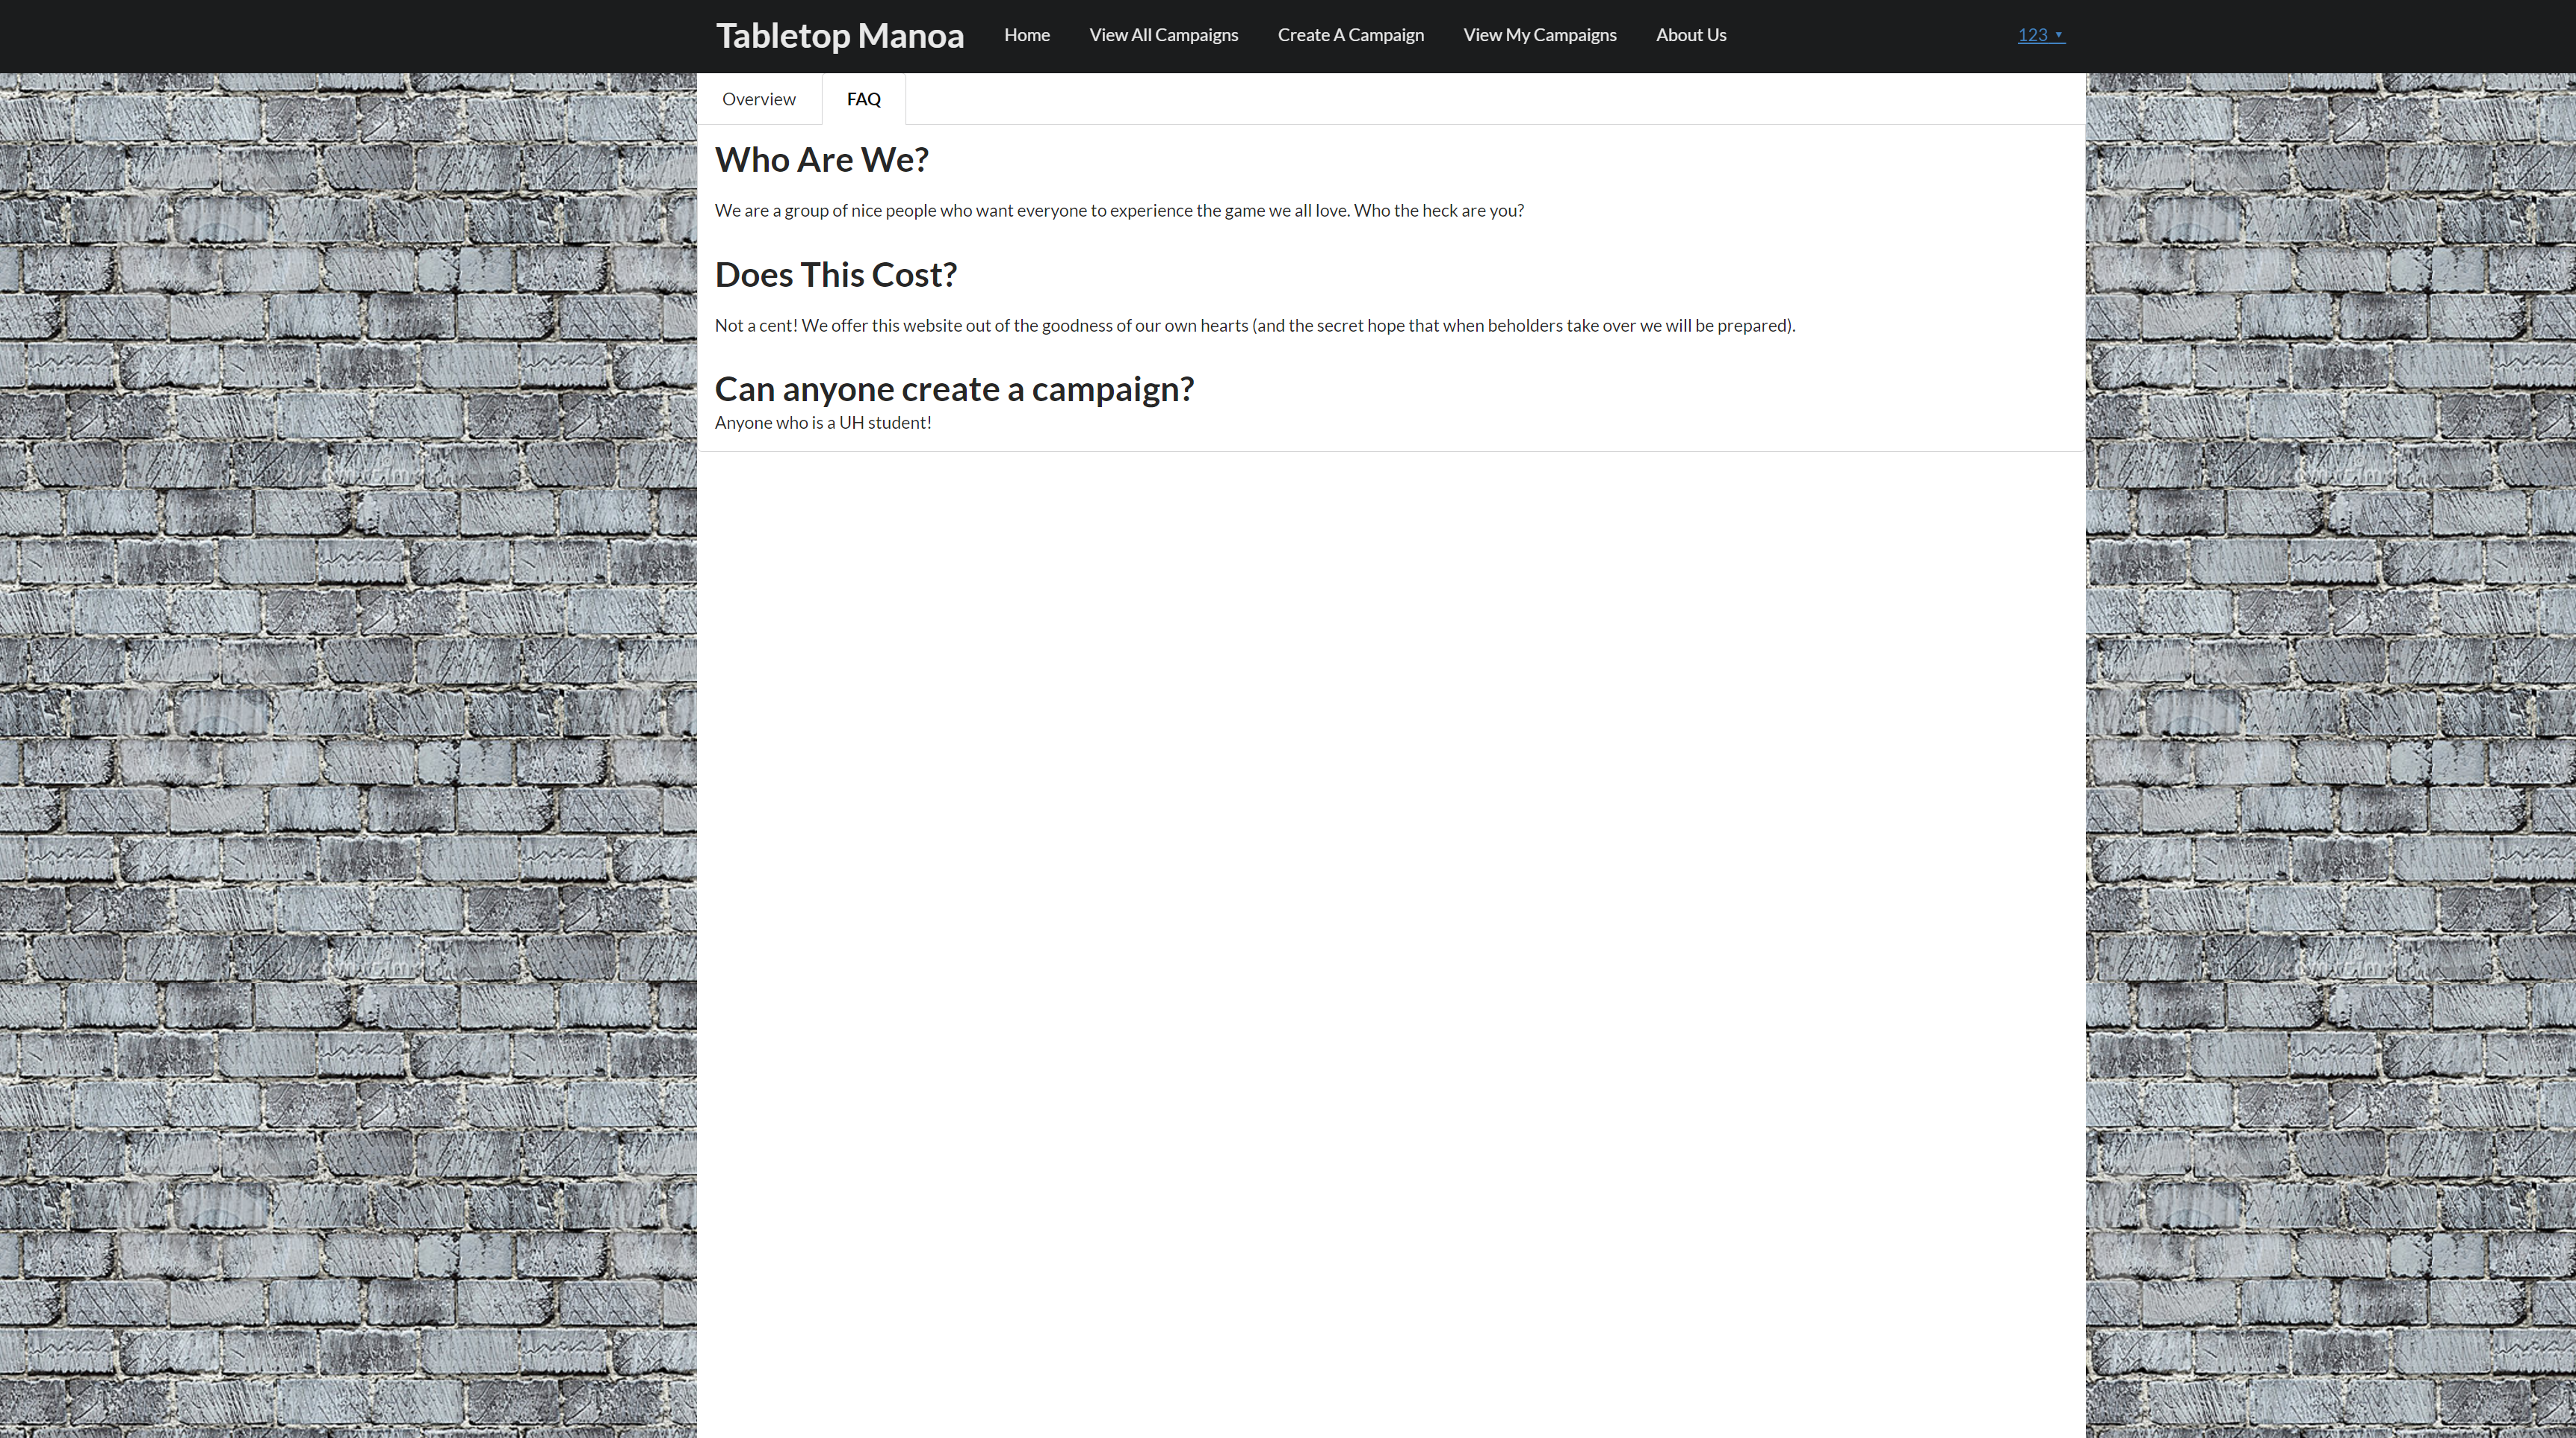 Tabletop Manoa Home View All Campaigns Create A Campaign View My Campaigns About Us 123
Overview FAQ
Who Are We?
We are a group of nice people who want everyone to experience the game we all love. Who the heck are you?
Does This Cost?
Not a cent! We offer this website out of the goodness of our own hearts (and the secret hope that when beholders take over we will be prepared).
Can anyone create a campaign?
Anyone who is a UH student!